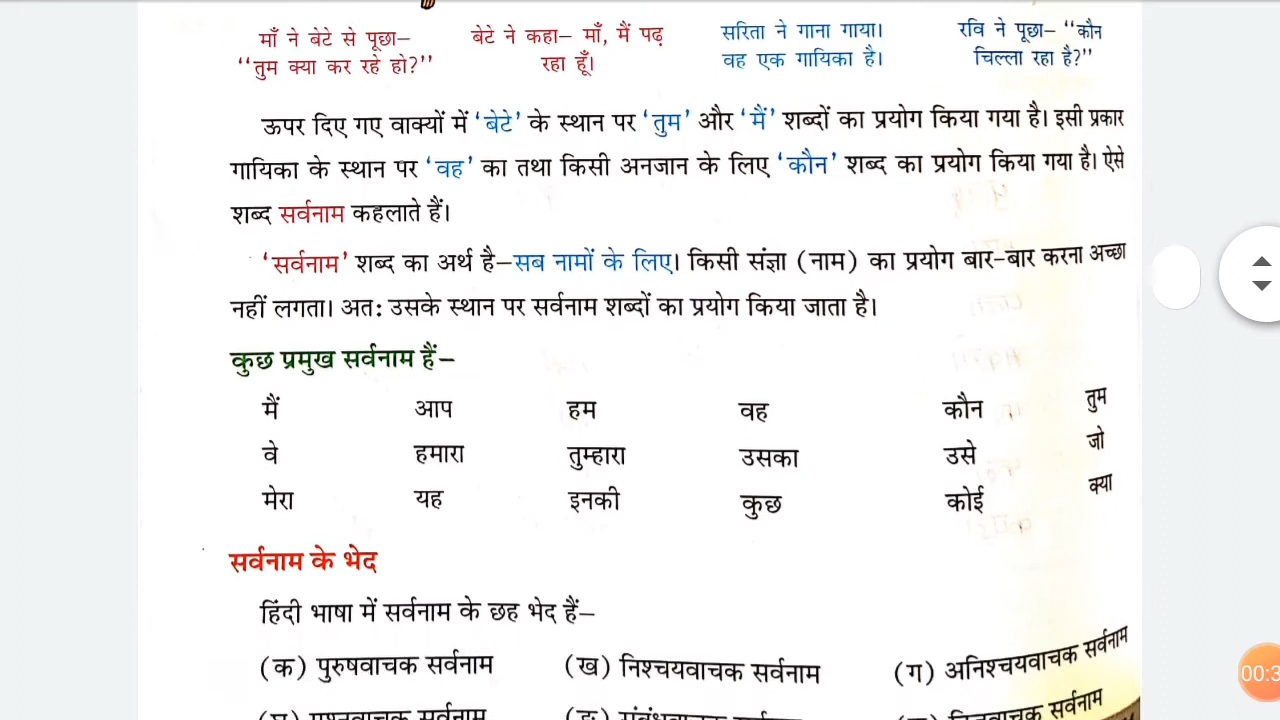 माँ ने बेटे से पूछा–
‘‘तुम क्या कर रहे हो?’’
बेटे ने कहा– माँ, मैं पढ़
रहा हूँ।
सरिता ने गाना गाया।
वह एक गायिका है।
रवि ने पूछा– ‘‘कौन
चिल्ला रहा है?’’
ऊपर दिए गए वाक्यों में ‘बेटे’ के स्थान पर ‘तुम’ और ‘मैं’ शब्दों का प्रयोग किया गया है। इसी प्रकार
गायिका के स्थान पर ‘वह’ का तथा किसी अनजान के लिए ‘कौन’ शब्द का प्रयोग किया गया है। ऐसे
शब्द सर्वनाम कहलाते हैं।
‘सर्वनाम’ शब्द का अर्थ है–सब नामों के लिए। किसी संज्ञा (नाम) का प्रयोग बार-बार करना अच्छा
नहीं लगता। अतः उसके स्थान पर सर्वनाम शब्दों का प्रयोग किया जाता है।
कुछ प्रमुख सर्वनाम हैं–
मैं आप हम वह कौन तुम
वे हमारा तुम्हारा उसका उसे जो
मेरा यह इनकी कुछ कोई क्या
सर्वनाम के भेद
हिंदी भाषा में सर्वनाम के छह भेद हैं–
(क) पुरुषवाचक सर्वनाम (ख) निश्चयवाचक सर्वनाम (ग) अनिश्चयवाचक सर्वनाम
सर्वनाम
00:3